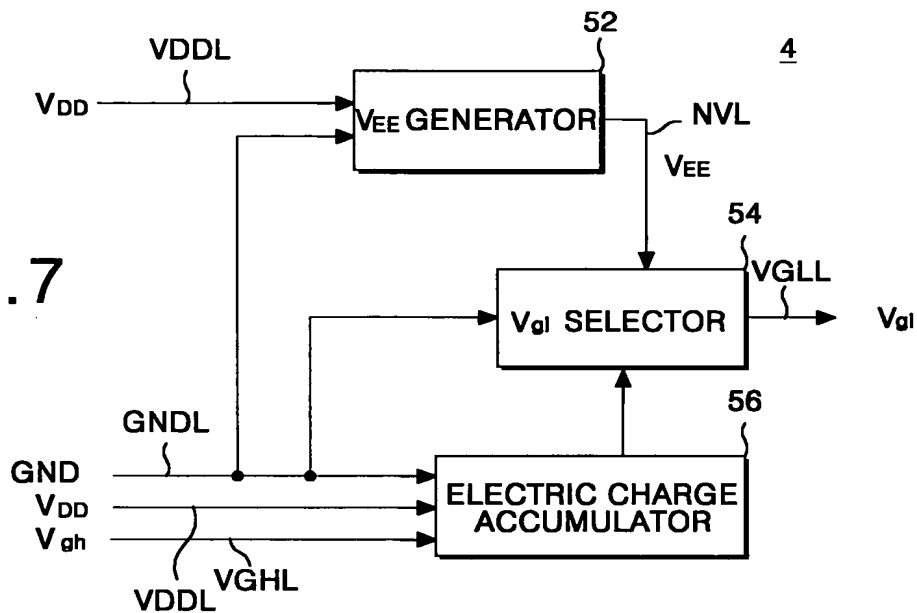 52
4
VDDL
VDD
VEE GENERATOR
NVL
VEE
54
.7
VGLL
Vgl SELECTOR
Vgl
56
GNDL
GND
VDD
Vgh
ELECTRIC CHARGE
ACCUMULATOR
VGHL
VDDL